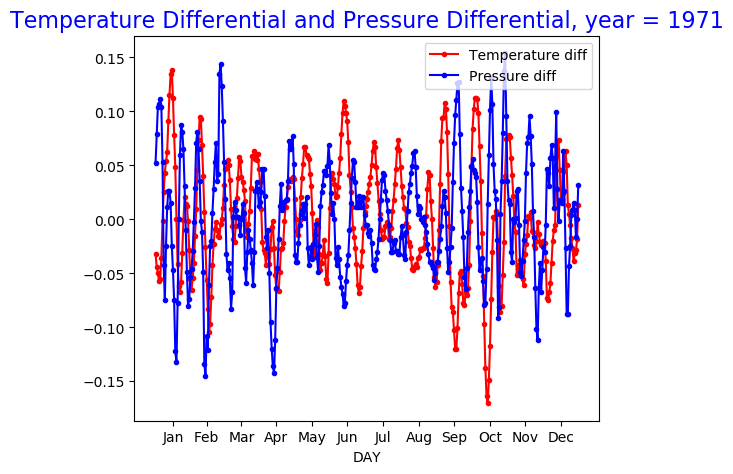 Temperature Differential and Pressure Differential, year = 1971
Temperature diff
Pressure diff
0.15
0.10
0.05
0.00
−0.05
−0.10
−0.15
Jan Feb Mar Apr May Jun Jul Aug Sep Oct Nov Dec
DAY